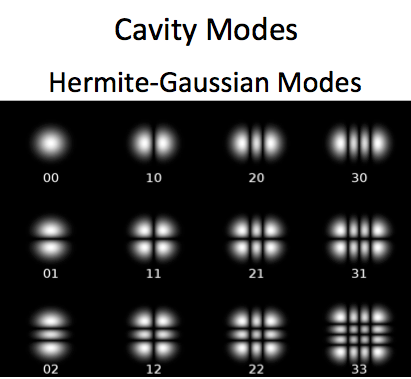 Cavity Modes
Hermite-Gaussian Modes
00 10 20 30
01 11 21 31
02 12 22 33